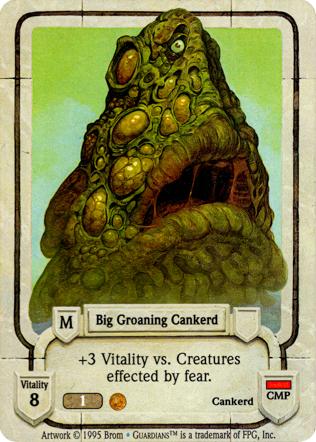 M
Big Groaning Cankerd
+3 Vitality vs. Creatures
effected by fear.
Vitality
8
1
Cankerd
CMP
Artwork © 1995 Brom • GUARDIANS™ is a trademark of FPG, Inc.